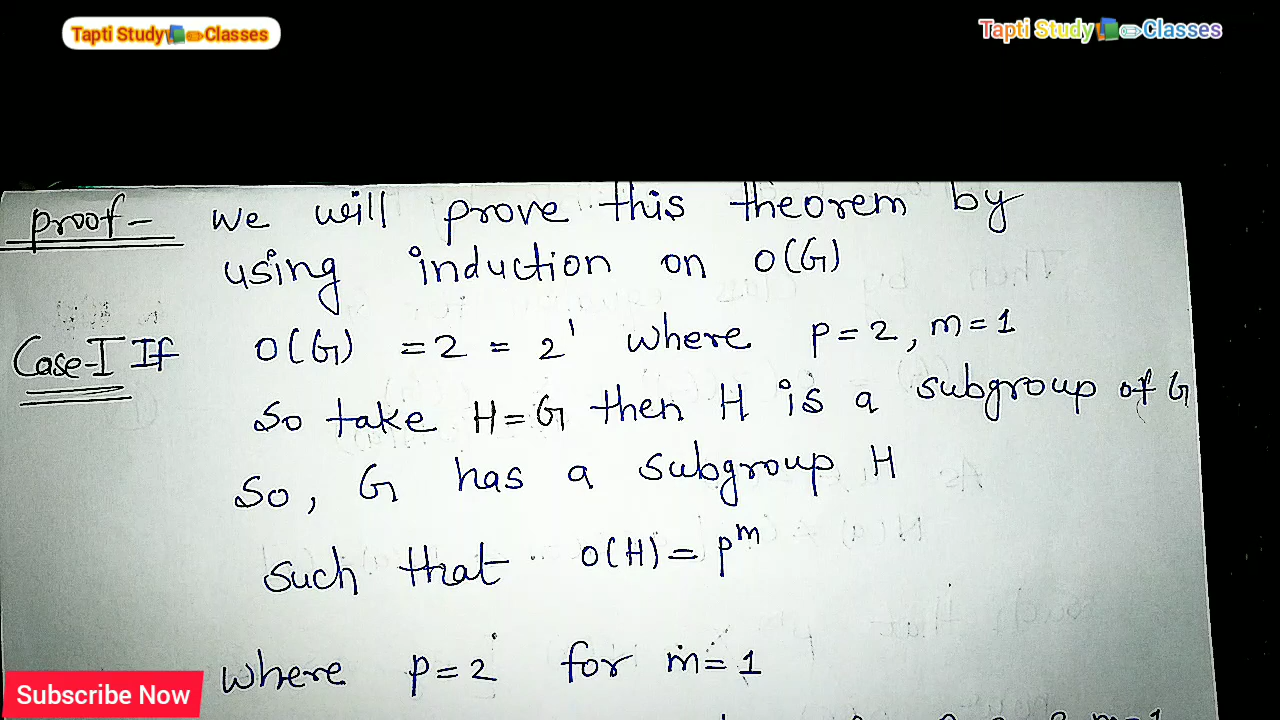 Tapti Study Classes
Tapti Study Classes
Proof- We will prove this theorem by
using induction on O(G)
Case-I If O(G) = 2 = 2¹ where p=2, m=1
So take H=G then H is a subgroup of G
So, G has a subgroup H
such that O(H) = p^m
where p=2 for m=1
Subscribe Now